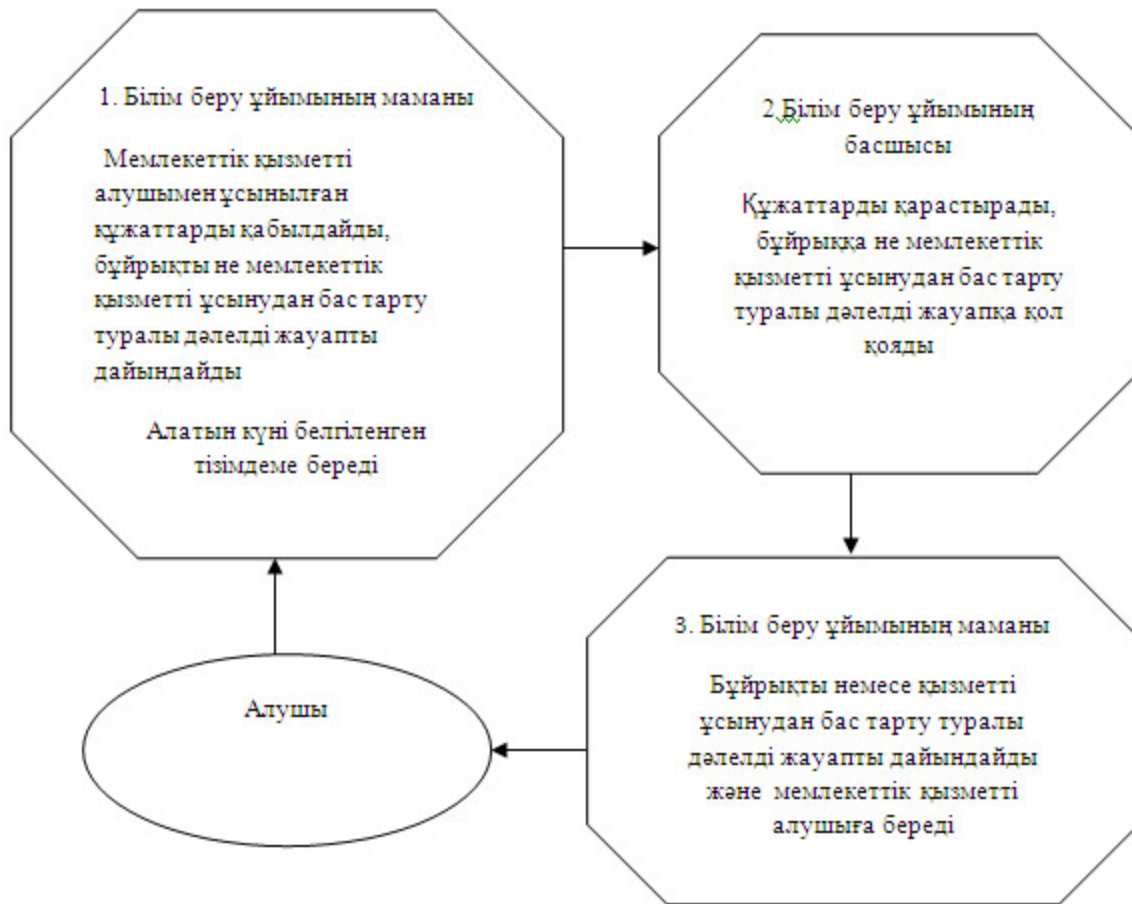 1. Білім беру ұйымының маманы
Мемлекеттік қызметті
алушымен ұсынылған
құжаттарды қабылдайды,
бұйрықты не мемлекеттік
қызметті ұсынудан бас тарту
туралы дәлелді жауапты
дайындайды
Алатын күні белгіленген
тізімдеме береді
2.Білім беру ұйымының
басшысы
Құжаттарды қарастырады,
бұйрыққа не мемлекеттік
қызметті ұсынудан бас тарту
туралы дәлелді жауапқа қол
қояды
3. Білім беру ұйымының маманы
Бұйрықты немесе қызметті
ұсынудан бас тарту туралы
дәлелді жауапты дайындайды
және мемлекеттік қызметті
алушыға береді
Алушы